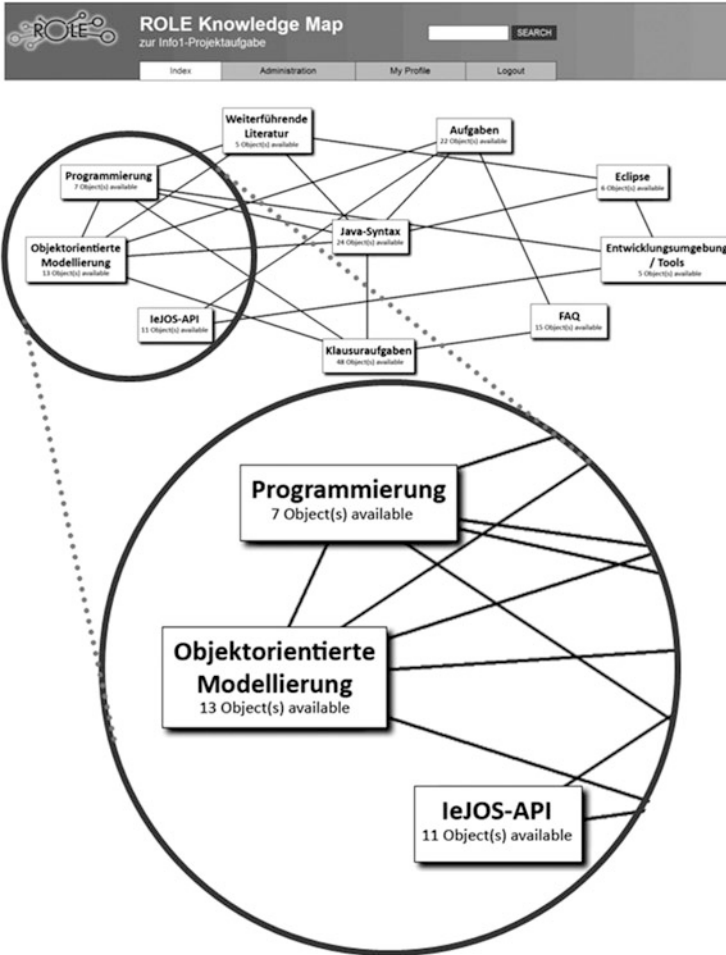 ROLE
ROLE Knowledge Map
zur Info1-Projektaufgabe
SEARCH
Index
Administration
My Profile
Logout
Weiterführende
Literatur
5 Object(s) available
Aufgaben
22 Object(s) available
Programmierung
7 Object(s) available
Eclipse
6 Object(s) available
Java-Syntax
24 Object(s) available
Objektorientierte
Modellierung
13 Object(s) available
Entwicklungsumgebung
/ Tools
5 Object(s) available
leJOS-API
11 Object(s) available
FAQ
15 Object(s) available
Klausuraufgaben
48 Object(s) available
Programmierung
7 Object(s) available
Objektorientierte
Modellierung
13 Object(s) available
leJOS-API
11 Object(s) available